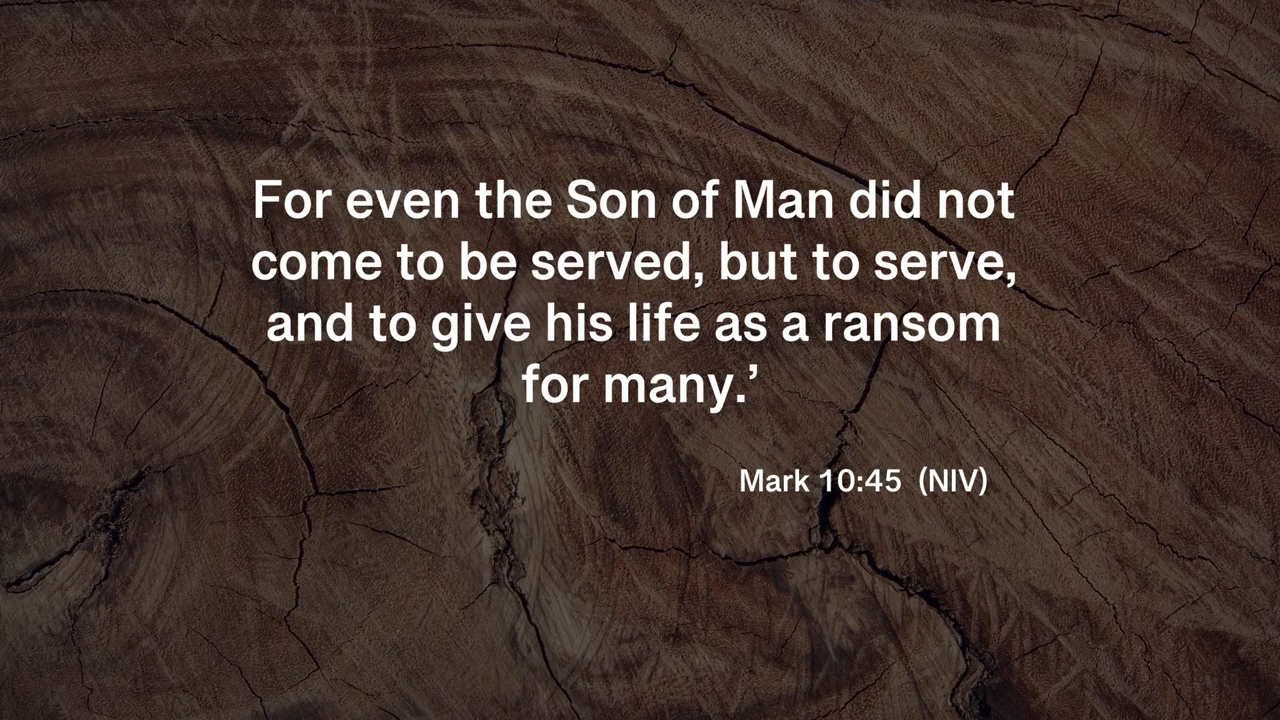 For even the Son of Man did not
come to be served, but to serve,
and to give his life as a ransom
for many.’
Mark 10:45 (NIV)